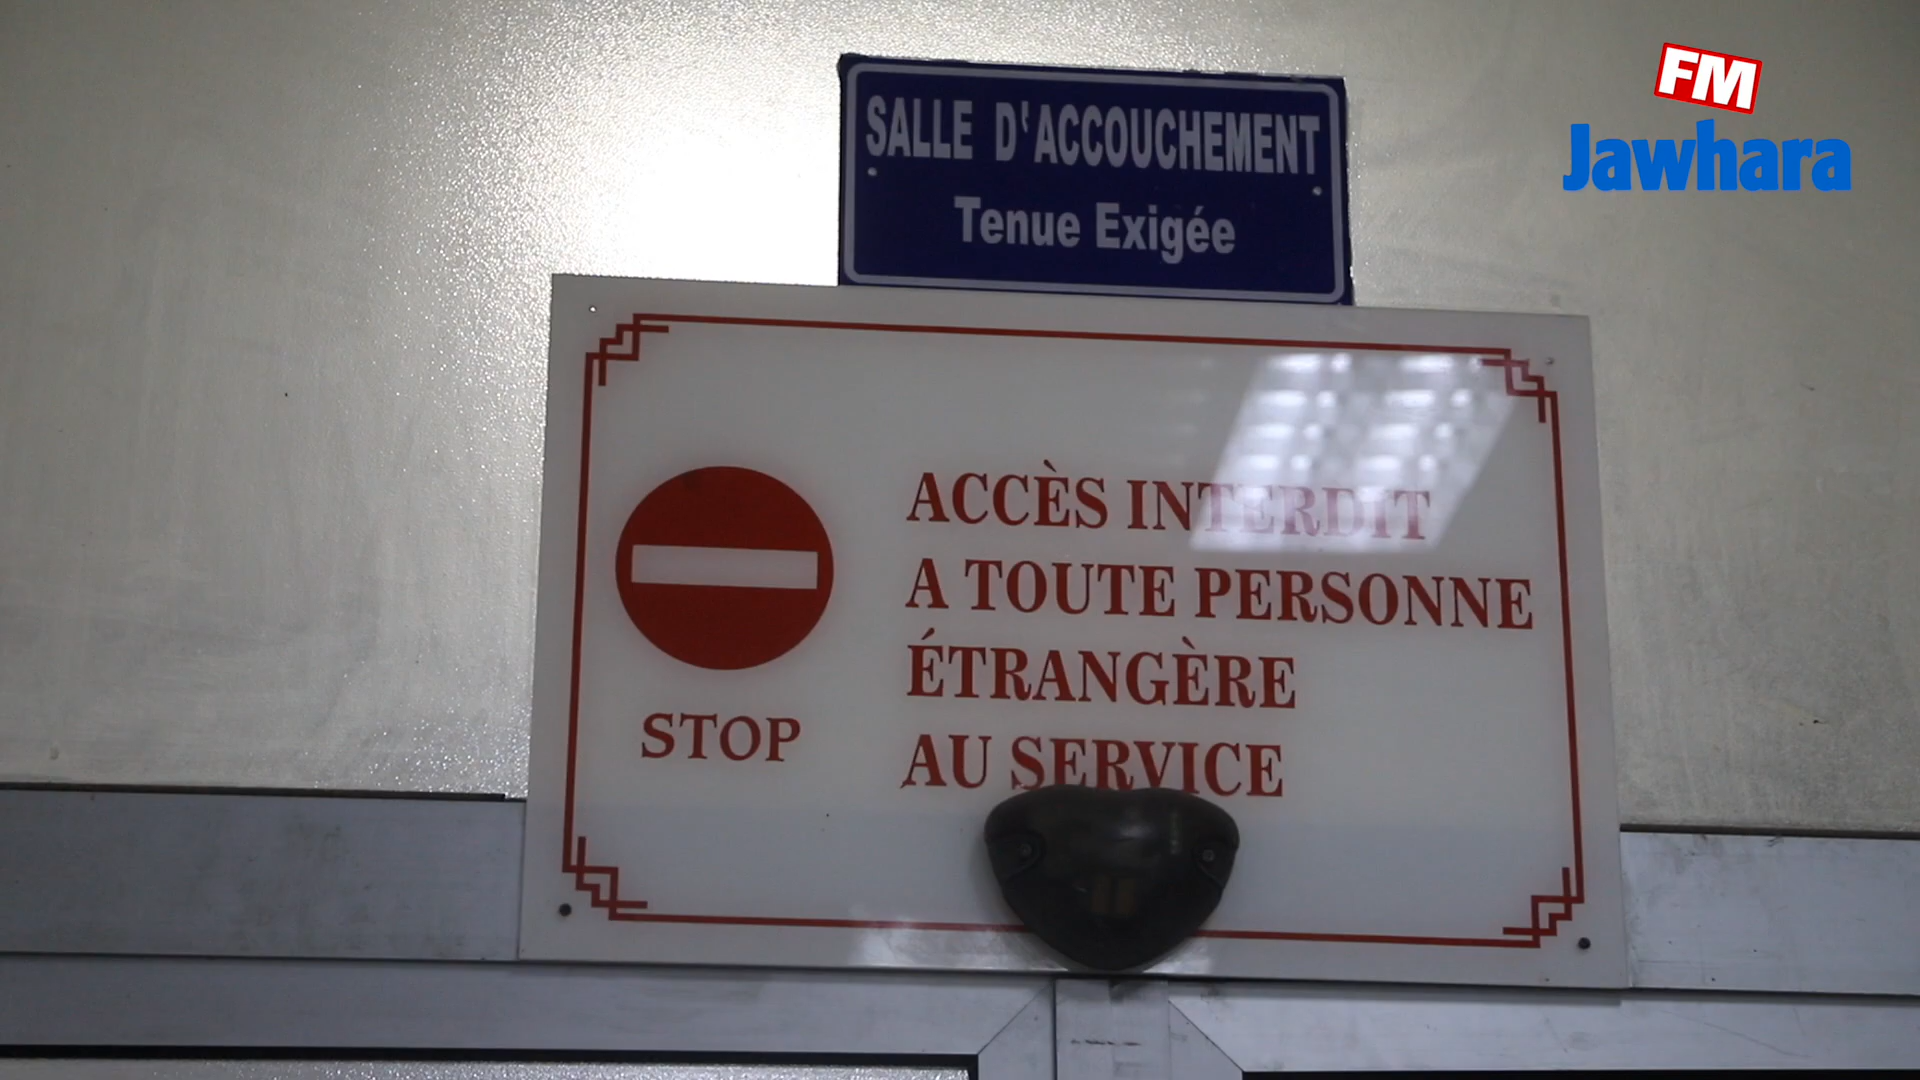 FM
Jawhara
SALLE D'ACCOUCHEMENT
Tenue Exigée
ACCÈS INTERDIT
A TOUTE PERSONNE
ÉTRANGÈRE
AU SERVICE
STOP